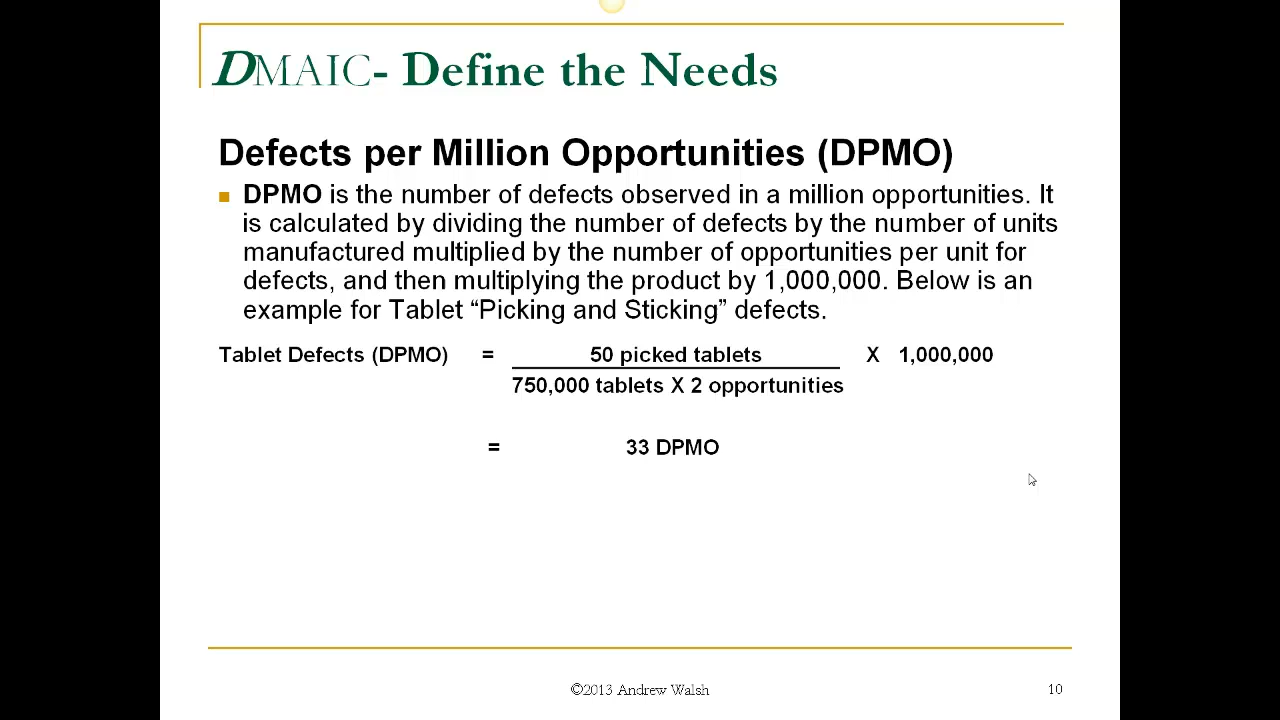 DMAIC- Define the Needs
Defects per Million Opportunities (DPMO)
DPMO is the number of defects observed in a million opportunities. It
is calculated by dividing the number of defects by the number of units
manufactured multiplied by the number of opportunities per unit for
defects, and then multiplying the product by 1,000,000. Below is an
example for Tablet “Picking and Sticking” defects.
Tablet Defects (DPMO) = 50 picked tablets X 1,000,000
750,000 tablets X 2 opportunities
= 33 DPMO
©2013 Andrew Walsh 10